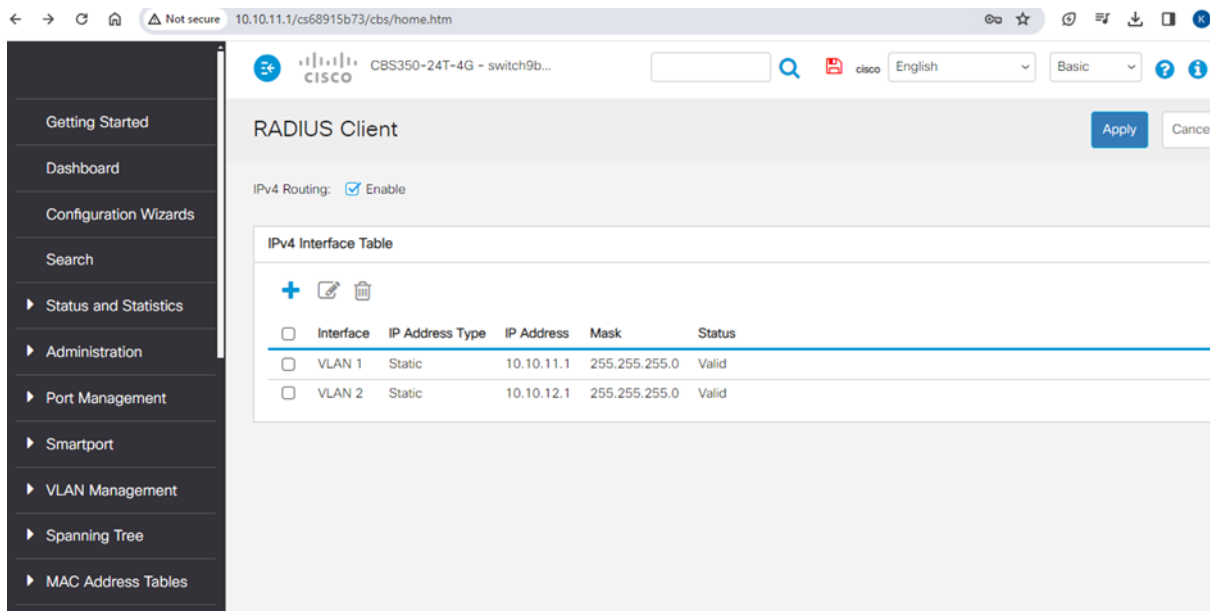 Not secure 10.10.11.1/cs68915b73/cbs/home.htm K
CISCO CBS350-24T-4G - switch9b... cisco English Basic
Getting Started
Dashboard
Configuration Wizards
Search
Status and Statistics
Administration
Port Management
Smartport
VLAN Management
Spanning Tree
MAC Address Tables
RADIUS Client Apply Cance
IPv4 Routing: Enable
IPv4 Interface Table
Interface IP Address Type IP Address Mask Status
VLAN 1 Static 10.10.11.1 255.255.255.0 Valid
VLAN 2 Static 10.10.12.1 255.255.255.0 Valid